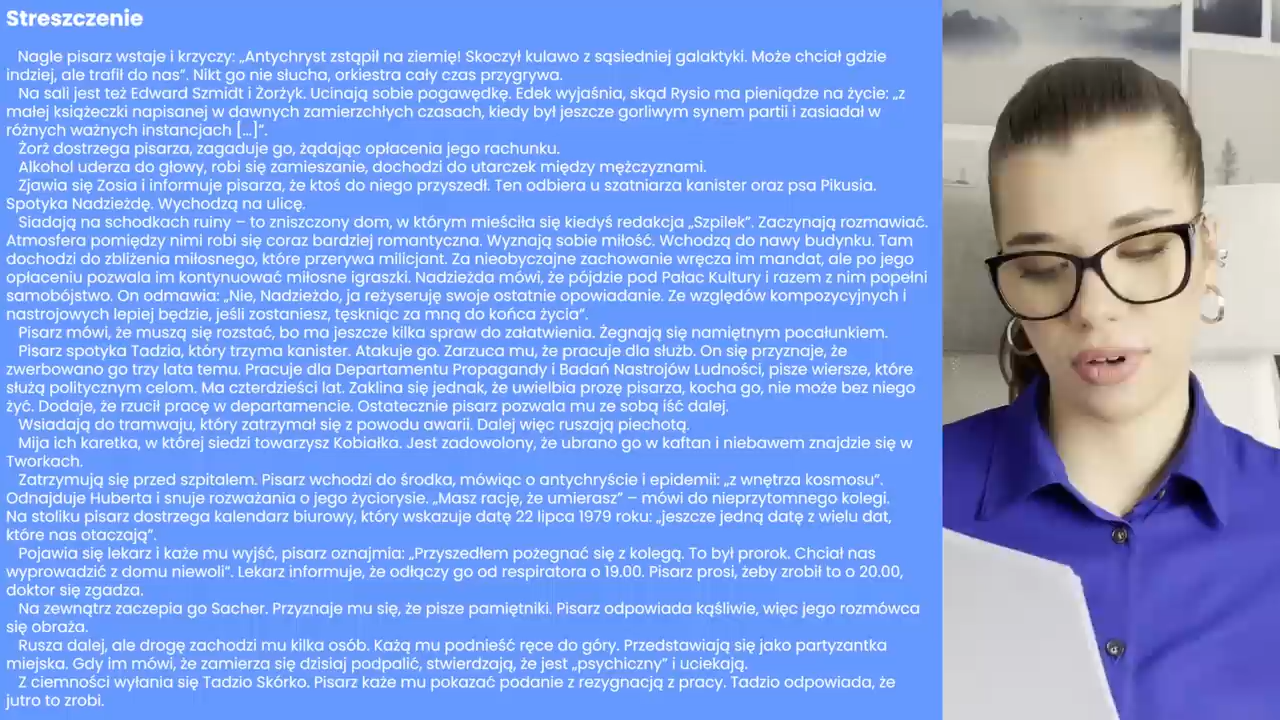 Streszczenie
Nagle pisarz wstaje i krzyczy: „Antychryst zstąpił na ziemię! Skoczył kulawo z sąsiedniej galaktyki. Może chciał gdzie
indziej, ale trafił do nas”. Nikt go nie słucha, orkiestra cały czas przygrywa.
Na sali jest też Edward Szmidt i Żorżyk. Ucinają sobie pogawędkę. Edek wyjaśnia, skąd Rysio ma pieniądze na życie: „z
małej książeczki napisanej w dawnych zamierzchłych czasach, kiedy był jeszcze gorliwym synem partii i zasiadał w
różnych ważnych instancjach [...]”.
Żorż dostrzega pisarza, zagaduje go, żądając opłacenia jego rachunku.
Alkohol uderza do głowy, robi się zamieszanie, dochodzi do utarczek między mężczyznami.
Zjawia się Zosia i informuje pisarza, że ktoś do niego przyszedł. Ten odbiera u szatniarza kanister oraz psa Pikusia.
Spotyka Nadzieżdę. Wychodzą na ulicę.
Siadają na schodkach ruiny – to zniszczony dom, w którym mieściła się kiedyś redakcja „Szpilek”. Zaczynają rozmawiać.
Atmosfera pomiędzy nimi robi się coraz bardziej romantyczna. Wyznają sobie miłość. Wchodzą do nawy budynku. Tam
dochodzi do zbliżenia miłosnego, które przerywa milicjant. Za nieobyczajne zachowanie wręcza im mandat, ale po jego
opłaceniu pozwala im kontynuować miłosne igraszki. Nadzieżda mówi, że pójdzie pod Pałac Kultury i razem z nim popełni
samobójstwo. On odmawia: „Nie, Nadzieżdo, ja reżyseruję swoje ostatnie opowiadanie. Ze względów kompozycyjnych i
nastrojowych lepiej będzie, jeśli zostaniesz, tęskniąc za mną do końca życia”.
Pisarz mówi, że muszą się rozstać, bo ma jeszcze kilka spraw do załatwienia. Żegnają się namiętnym pocałunkiem.
Pisarz spotyka Tadzia, który trzyma kanister. Atakuje go. Zarzuca mu, że pracuje dla służb. On się przyznaje, że
zwerbowano go trzy lata temu. Pracuje dla Departamentu Propagandy i Badań Nastrojów Ludności, pisze wiersze, które
służą politycznym celom. Ma czterdzieści lat. Zaklina się jednak, że uwielbia prozę pisarza, kocha go, nie może bez niego
żyć. Dodaje, że rzucił pracę w departamencie. Ostatecznie pisarz pozwala mu ze sobą iść dalej.
Wsiadają do tramwaju, który zatrzymał się z powodu awarii. Dalej więc ruszają piechotą.
Mija ich karetka, w której siedzi towarzysz Kobiałka. Jest zadowolony, że ubrano go w kaftan i niebawem znajdzie się w
Tworkach.
Zatrzymują się przed szpitalem. Pisarz wchodzi do środka, mówiąc o antychryście i epidemii: „z wnętrza kosmosu”.
Odnajduje Huberta i snuje rozważania o jego życiorysie. „Masz rację, że umierasz” – mówi do nieprzytomnego kolegi.
Na stoliku pisarz dostrzega kalendarz biurowy, który wskazuje datę 22 lipca 1979 roku: „jeszcze jedną datę z wielu dat,
które nas otaczają”.
Pojawia się lekarz i każe mu wyjść, pisarz oznajmia: „Przyszedłem pożegnać się z kolegą. To był prorok. Chciał nas
wyprowadzić z domu niewoli”. Lekarz informuje, że odłączy go od respiratora o 19.00. Pisarz prosi, żeby zrobił to o 20.00,
doktor się zgadza.
Na zewnątrz zaczepia go Sacher. Przyznaje mu się, że pisze pamiętniki. Pisarz odpowiada kąśliwie, więc jego rozmówca
się obraża.
Rusza dalej, ale drogę zachodzi mu kilka osób. Każą mu podnieść ręce do góry. Przedstawiają się jako partyzantka
miejska. Gdy im mówi, że zamierza się dzisiaj podpalić, stwierdzają, że jest „psychiczny” i uciekają.
Z ciemności wyłania się Tadzio Skórko. Pisarz każe mu pokazać podanie z rezygnacją z pracy. Tadzio odpowiada, że
jutro to zrobi.